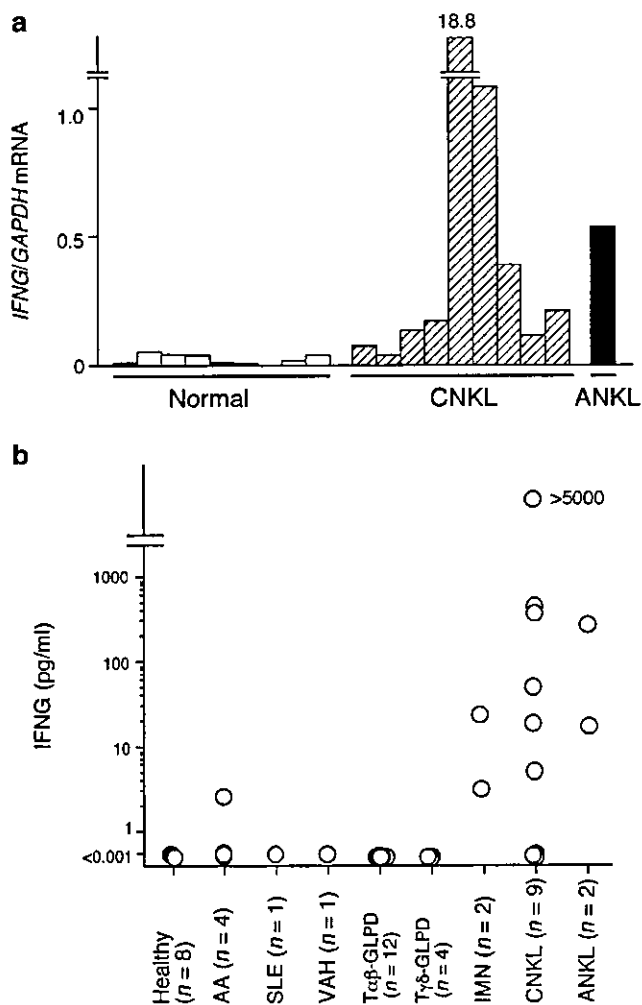 a
18.8
1.0
0.5
0
IFNG/GAPDH mRNA
Normal
CNKL
ANKL
b
>5000
1000
100
10
1
<0.001
IFNG (pg/ml)
Healthy
(n = 8)
AA (n = 4)
SLE (n = 1)
VAH (n = 1)
Tαβ-GLPD
(n = 12)
Tγδ-GLPD
(n = 4)
IMN (n = 2)
CNKL (n = 9)
ANKL (n = 2)